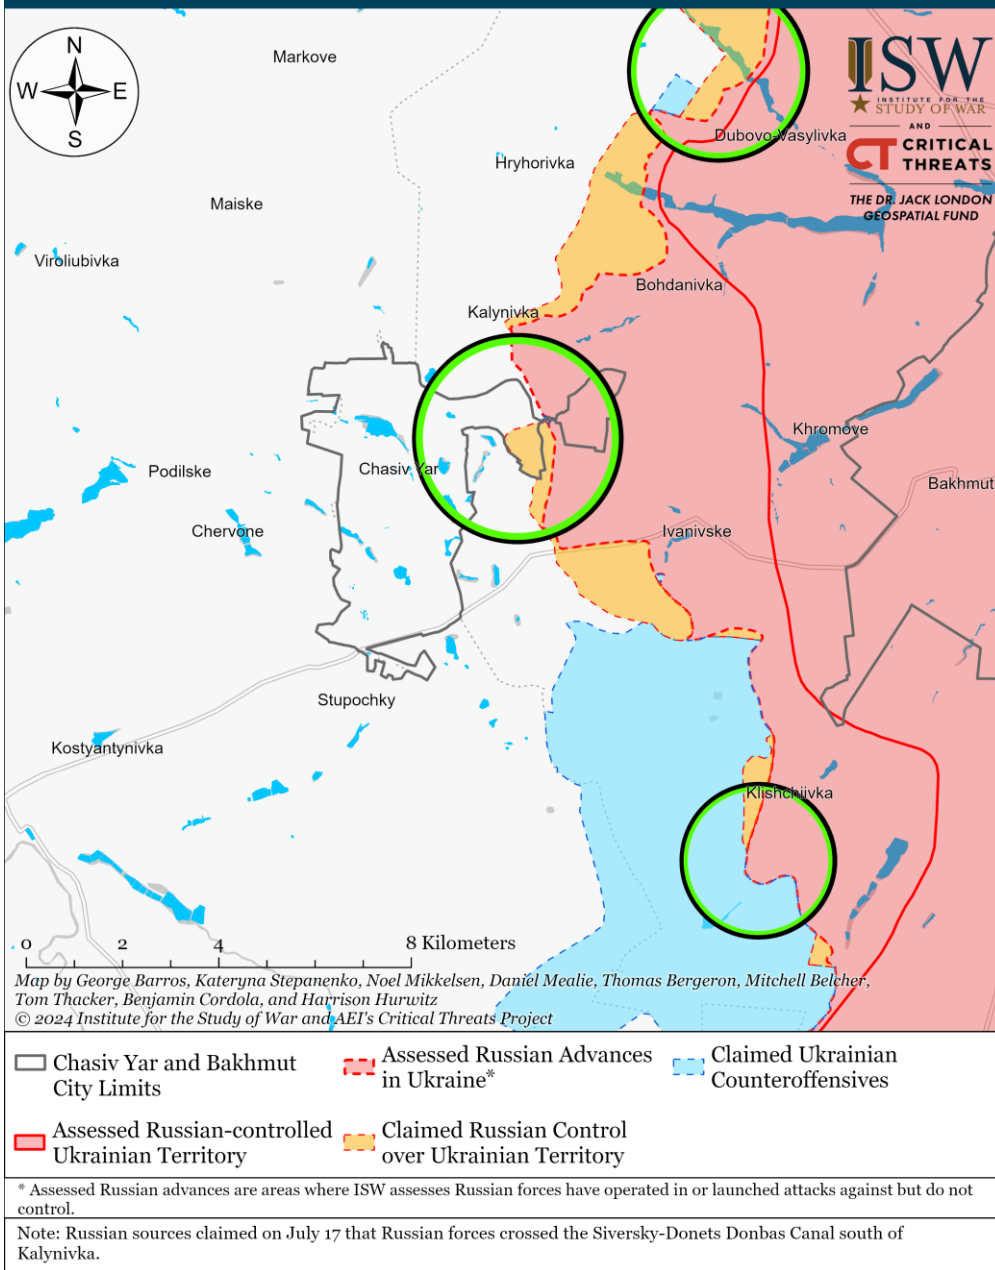 N
W E
S
Markove
ISW
INSTITUTE FOR THE
STUDY OF WAR
AND
CT CRITICAL
THREATS
THE DR. JACK LONDON
GEOSPATIAL FUND
Dubovo-Vasylivka
Hryhorivka
Maiske
Viroliubivka
Bohdanivka
Kalynivka
Khromove
Podilske
Chasiv Yar
Bakhmut
Chervone
Ivanivske
Stupochky
Kostyantynivka
Klishchiivka
0 2 4 8 Kilometers
Map by George Barros, Kateryna Stepanenko, Noel Mikkelsen, Daniel Mealie, Thomas Bergeron, Mitchell Belcher,
Tom Thacker, Benjamin Cordola, and Harrison Hurwitz
© 2024 Institute for the Study of War and AEI's Critical Threats Project
Chasiv Yar and Bakhmut
City Limits
Assessed Russian Advances
in Ukraine*
Claimed Ukrainian
Counteroffensives
Assessed Russian-controlled
Ukrainian Territory
Claimed Russian Control
over Ukrainian Territory
* Assessed Russian advances are areas where ISW assesses Russian forces have operated in or launched attacks against but do not
control.
Note: Russian sources claimed on July 17 that Russian forces crossed the Siversky-Donets Donbas Canal south of
Kalynivka.